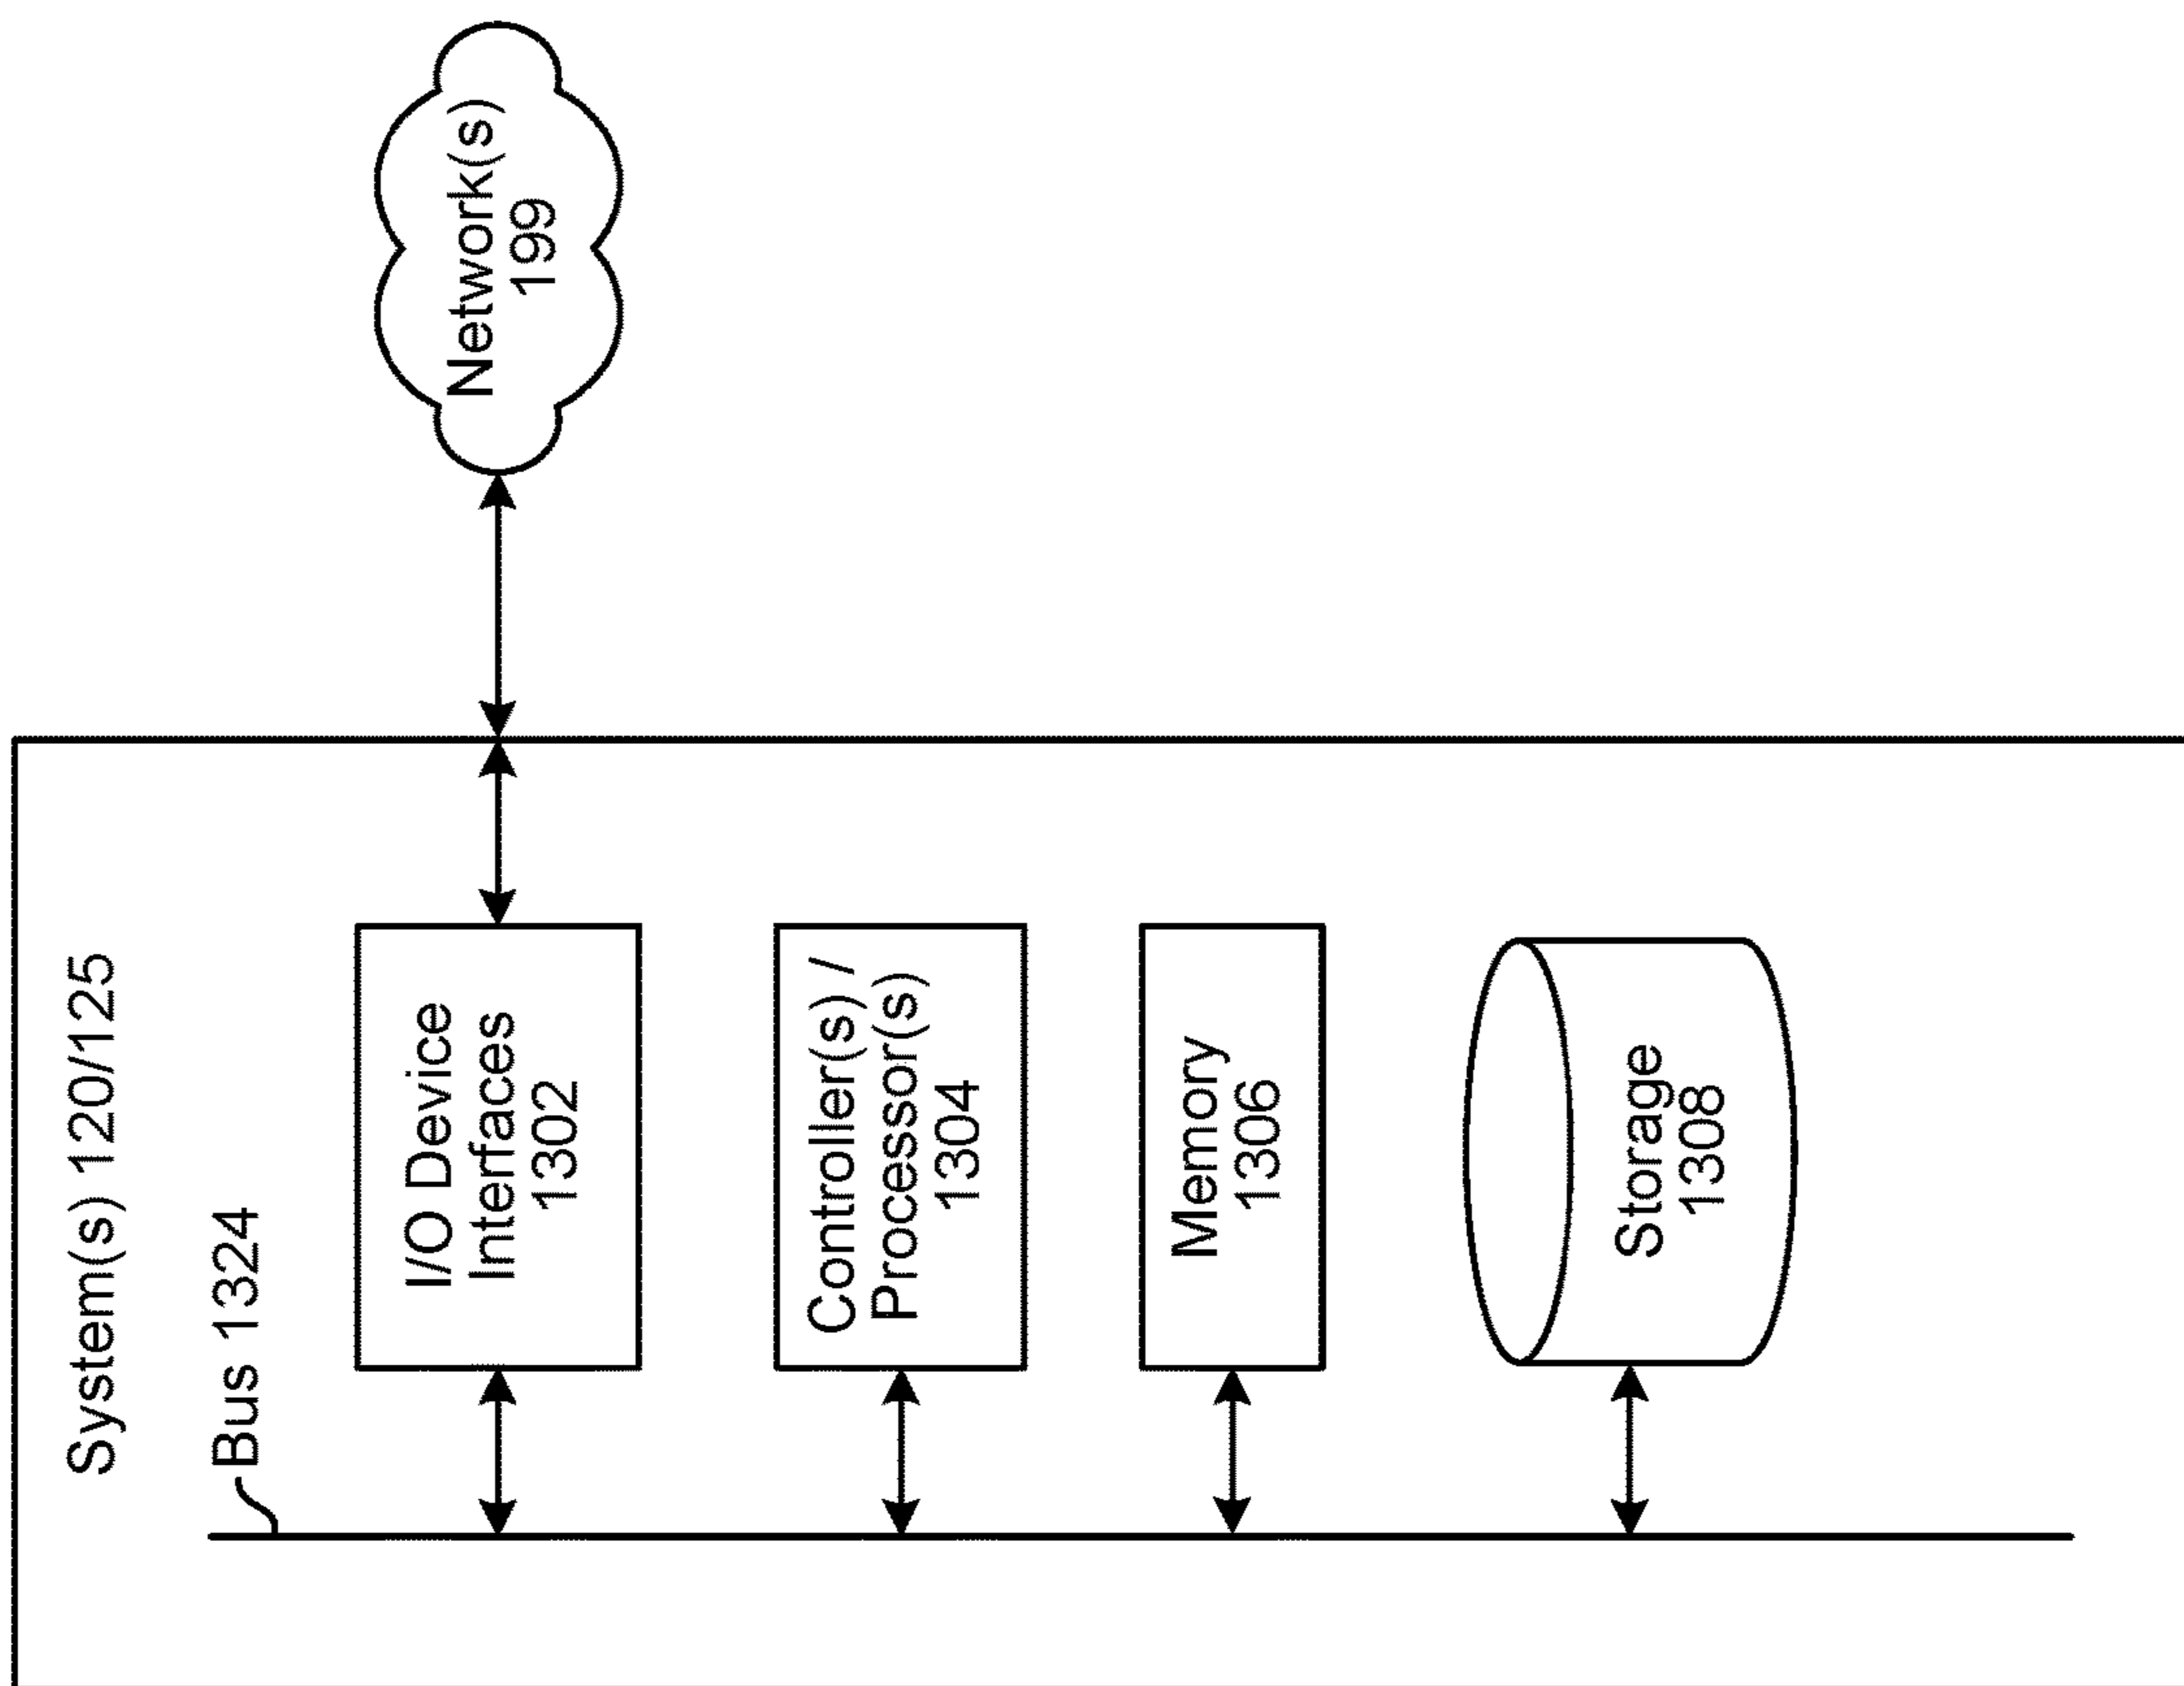 System(s) 120/125
Bus 1324
I/O Device
Interfaces
1302
Controller(s) /
Processor(s)
1304
Memory
1306
Storage
1308
Network(s)
199